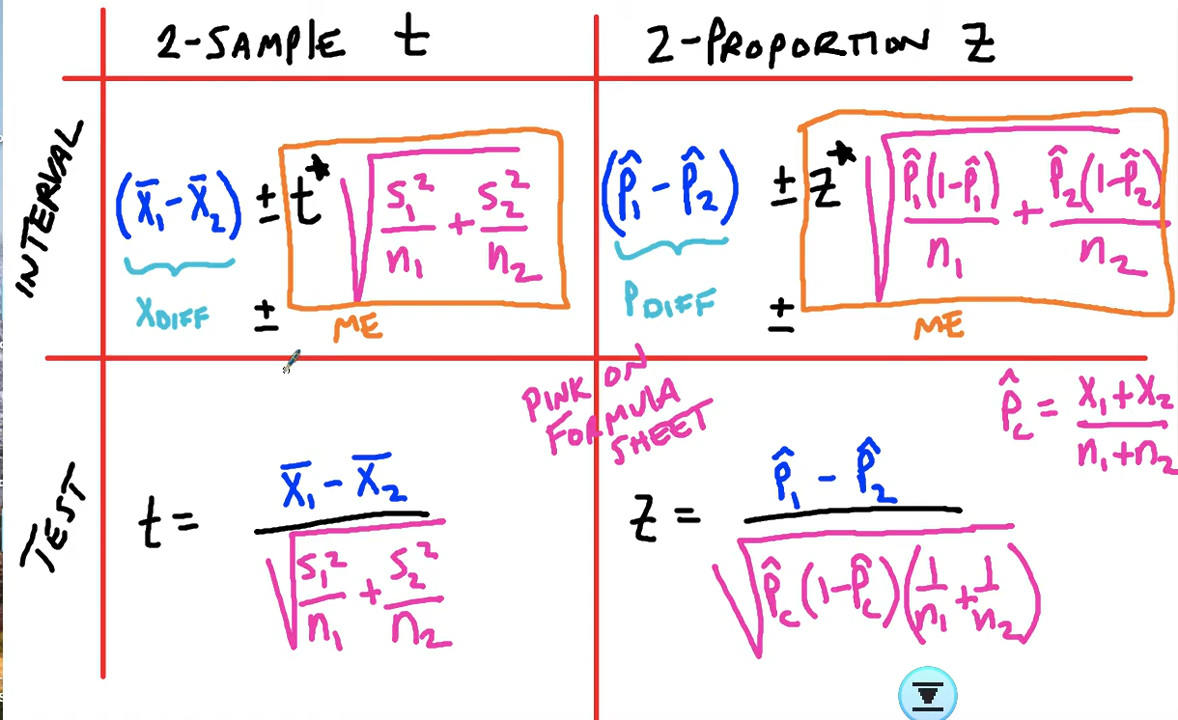 2-SAMPLE t
2-PROPORTION Z
INTERVAL
(x̄₁-x̄₂) ± t* √(s₁²/n₁ + s₂²/n₂)
XDIFF ± ME
(p̂₁-p̂₂) ± z* √(p̂₁(1-p̂₁)/n₁ + p̂₂(1-p̂₂)/n₂)
PDIFF ± ME
PINK ON
FORMULA
SHEET
p̂c = (x₁+x₂)/(n₁+n₂)
TEST
t = (x̄₁-x̄₂)/√(s₁²/n₁ + s₂²/n₂)
z = (p̂₁ - p̂₂)/√(p̂c(1-p̂c)(1/n₁+1/n₂))